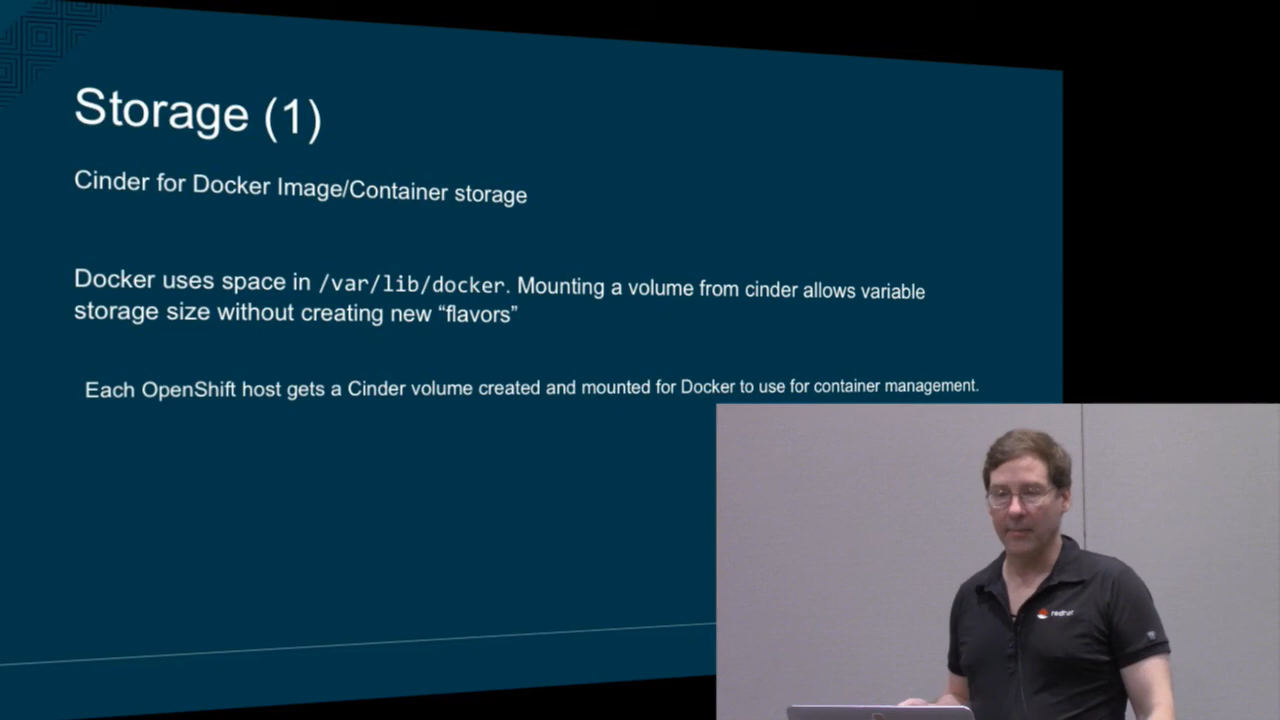 Storage (1)
Cinder for Docker Image/Container storage
Docker uses space in /var/lib/docker. Mounting a volume from cinder allows variable
storage size without creating new “flavors”
Each OpenShift host gets a Cinder volume created and mounted for Docker to use for container management.
redhat